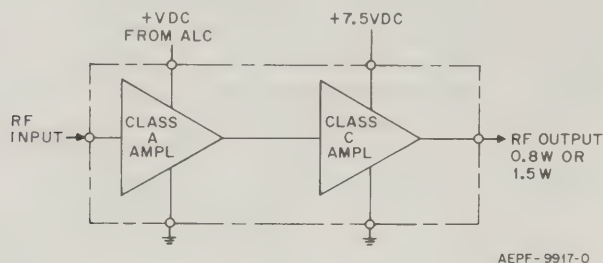 +VDC
FROM ALC
+7.5VDC
RF
INPUT
CLASS
A
AMPL
CLASS
C
AMPL
RF OUTPUT
0.8W OR
1.5W
AEPF-9917-O